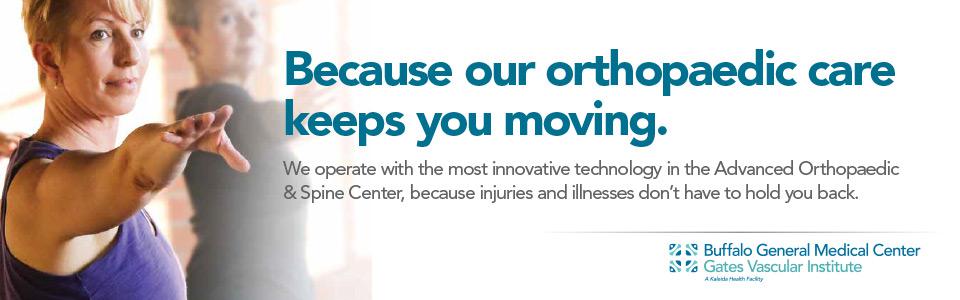 Because our orthopaedic care
keeps you moving.
We operate with the most innovative technology in the Advanced Orthopaedic
& Spine Center, because injuries and illnesses don’t have to hold you back.
Buffalo General Medical Center
Gates Vascular Institute
A Kaleida Health Facility